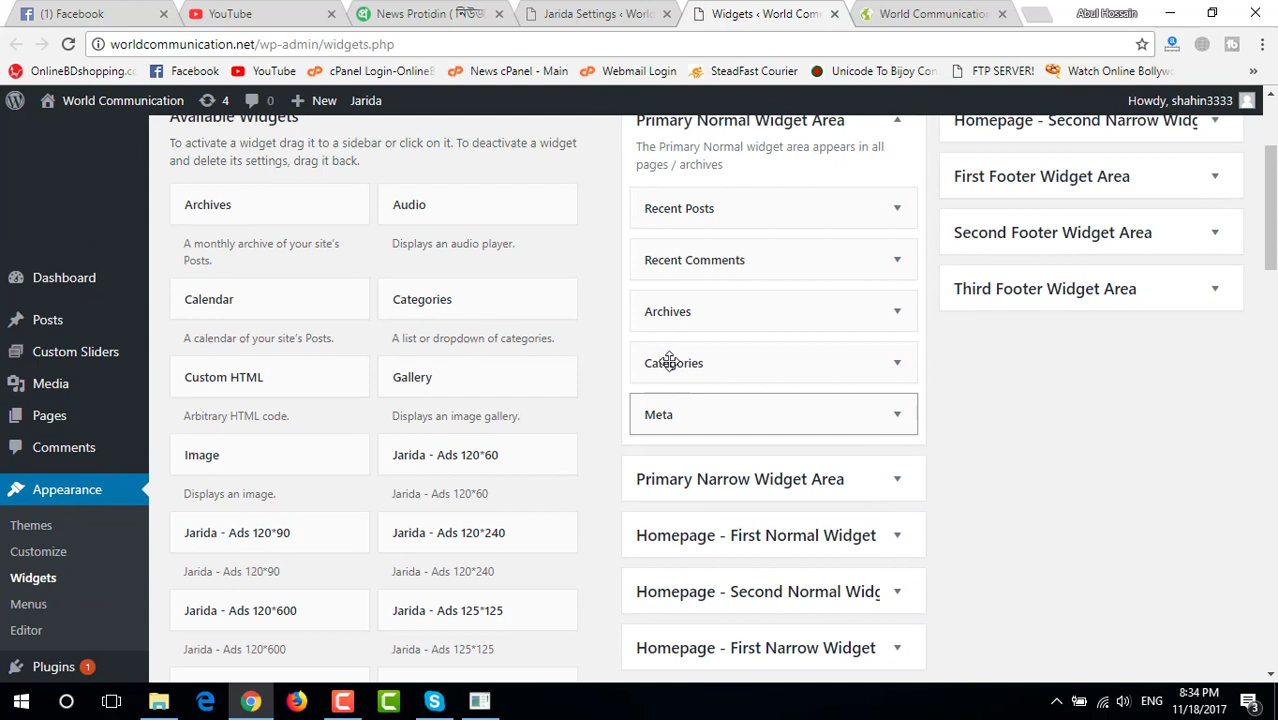 (1) Facebook
YouTube
News Protidin ( নিউজ
Jarida Settings ‹ World
Widgets ‹ World Comm
World Communication
Abul Hossain
worldcommunication.net/wp-admin/widgets.php
OnlineBDshopping.cc
Facebook
YouTube
cPanel Login-OnlineB
News cPanel - Main
Webmail Login
SteadFast Courier
Unicode To Bijoy Con
FTP SERVER!
Watch Online Bollyw
World Communication
4
0
New
Jarida
Howdy, shahin3333
Dashboard
Posts
Custom Sliders
Media
Pages
Comments
Appearance
Themes
Customize
Widgets
Menus
Editor
Plugins 1
Available Widgets
To activate a widget drag it to a sidebar or click on it. To deactivate a widget
and delete its settings, drag it back.
Archives
A monthly archive of your site's
Posts.
Audio
Displays an audio player.
Calendar
A calendar of your site's Posts.
Categories
A list or dropdown of categories.
Custom HTML
Arbitrary HTML code.
Gallery
Displays an image gallery.
Image
Displays an image.
Jarida - Ads 120*60
Jarida - Ads 120*60
Jarida - Ads 120*90
Jarida - Ads 120*90
Jarida - Ads 120*240
Jarida - Ads 120*240
Jarida - Ads 120*600
Jarida - Ads 120*600
Jarida - Ads 125*125
Jarida - Ads 125*125
Primary Normal Widget Area
The Primary Normal widget area appears in all
pages / archives
Recent Posts
Recent Comments
Archives
Categories
Meta
Primary Narrow Widget Area
Homepage - First Normal Widget
Homepage - Second Normal Widg
Homepage - First Narrow Widget
Homepage - Second Narrow Widg
First Footer Widget Area
Second Footer Widget Area
Third Footer Widget Area
ENG
8:34 PM
11/18/2017
3